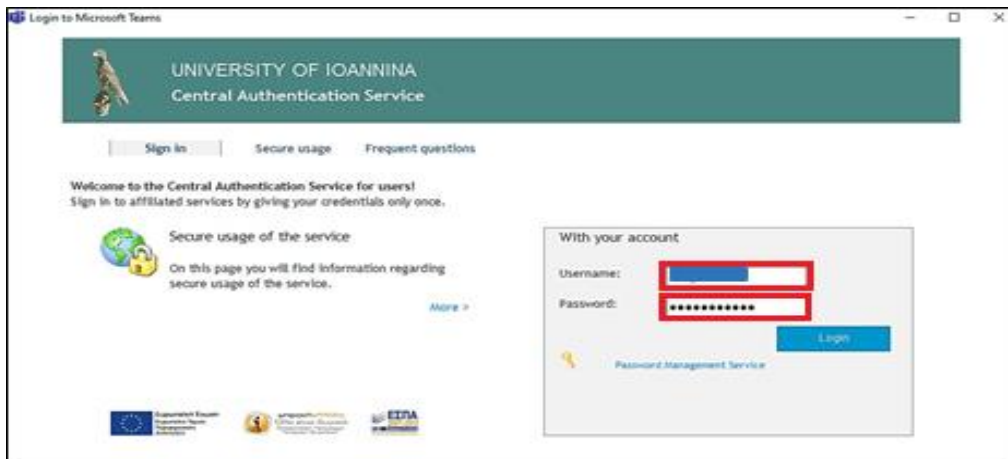 Login to Microsoft Teams
UNIVERSITY OF IOANNINA
Central Authentication Service
Sign in
Secure usage
Frequent questions
Welcome to the Central Authentication Service for users!
Sign in to affiliated services by giving your credentials only once.
Secure usage of the service
On this page you will find information regarding
secure usage of the service.
More >
With your account
Username:
Password:
Login
Password Management Service
Ευρωπαϊκή Ένωση
ΕΣΠΑ